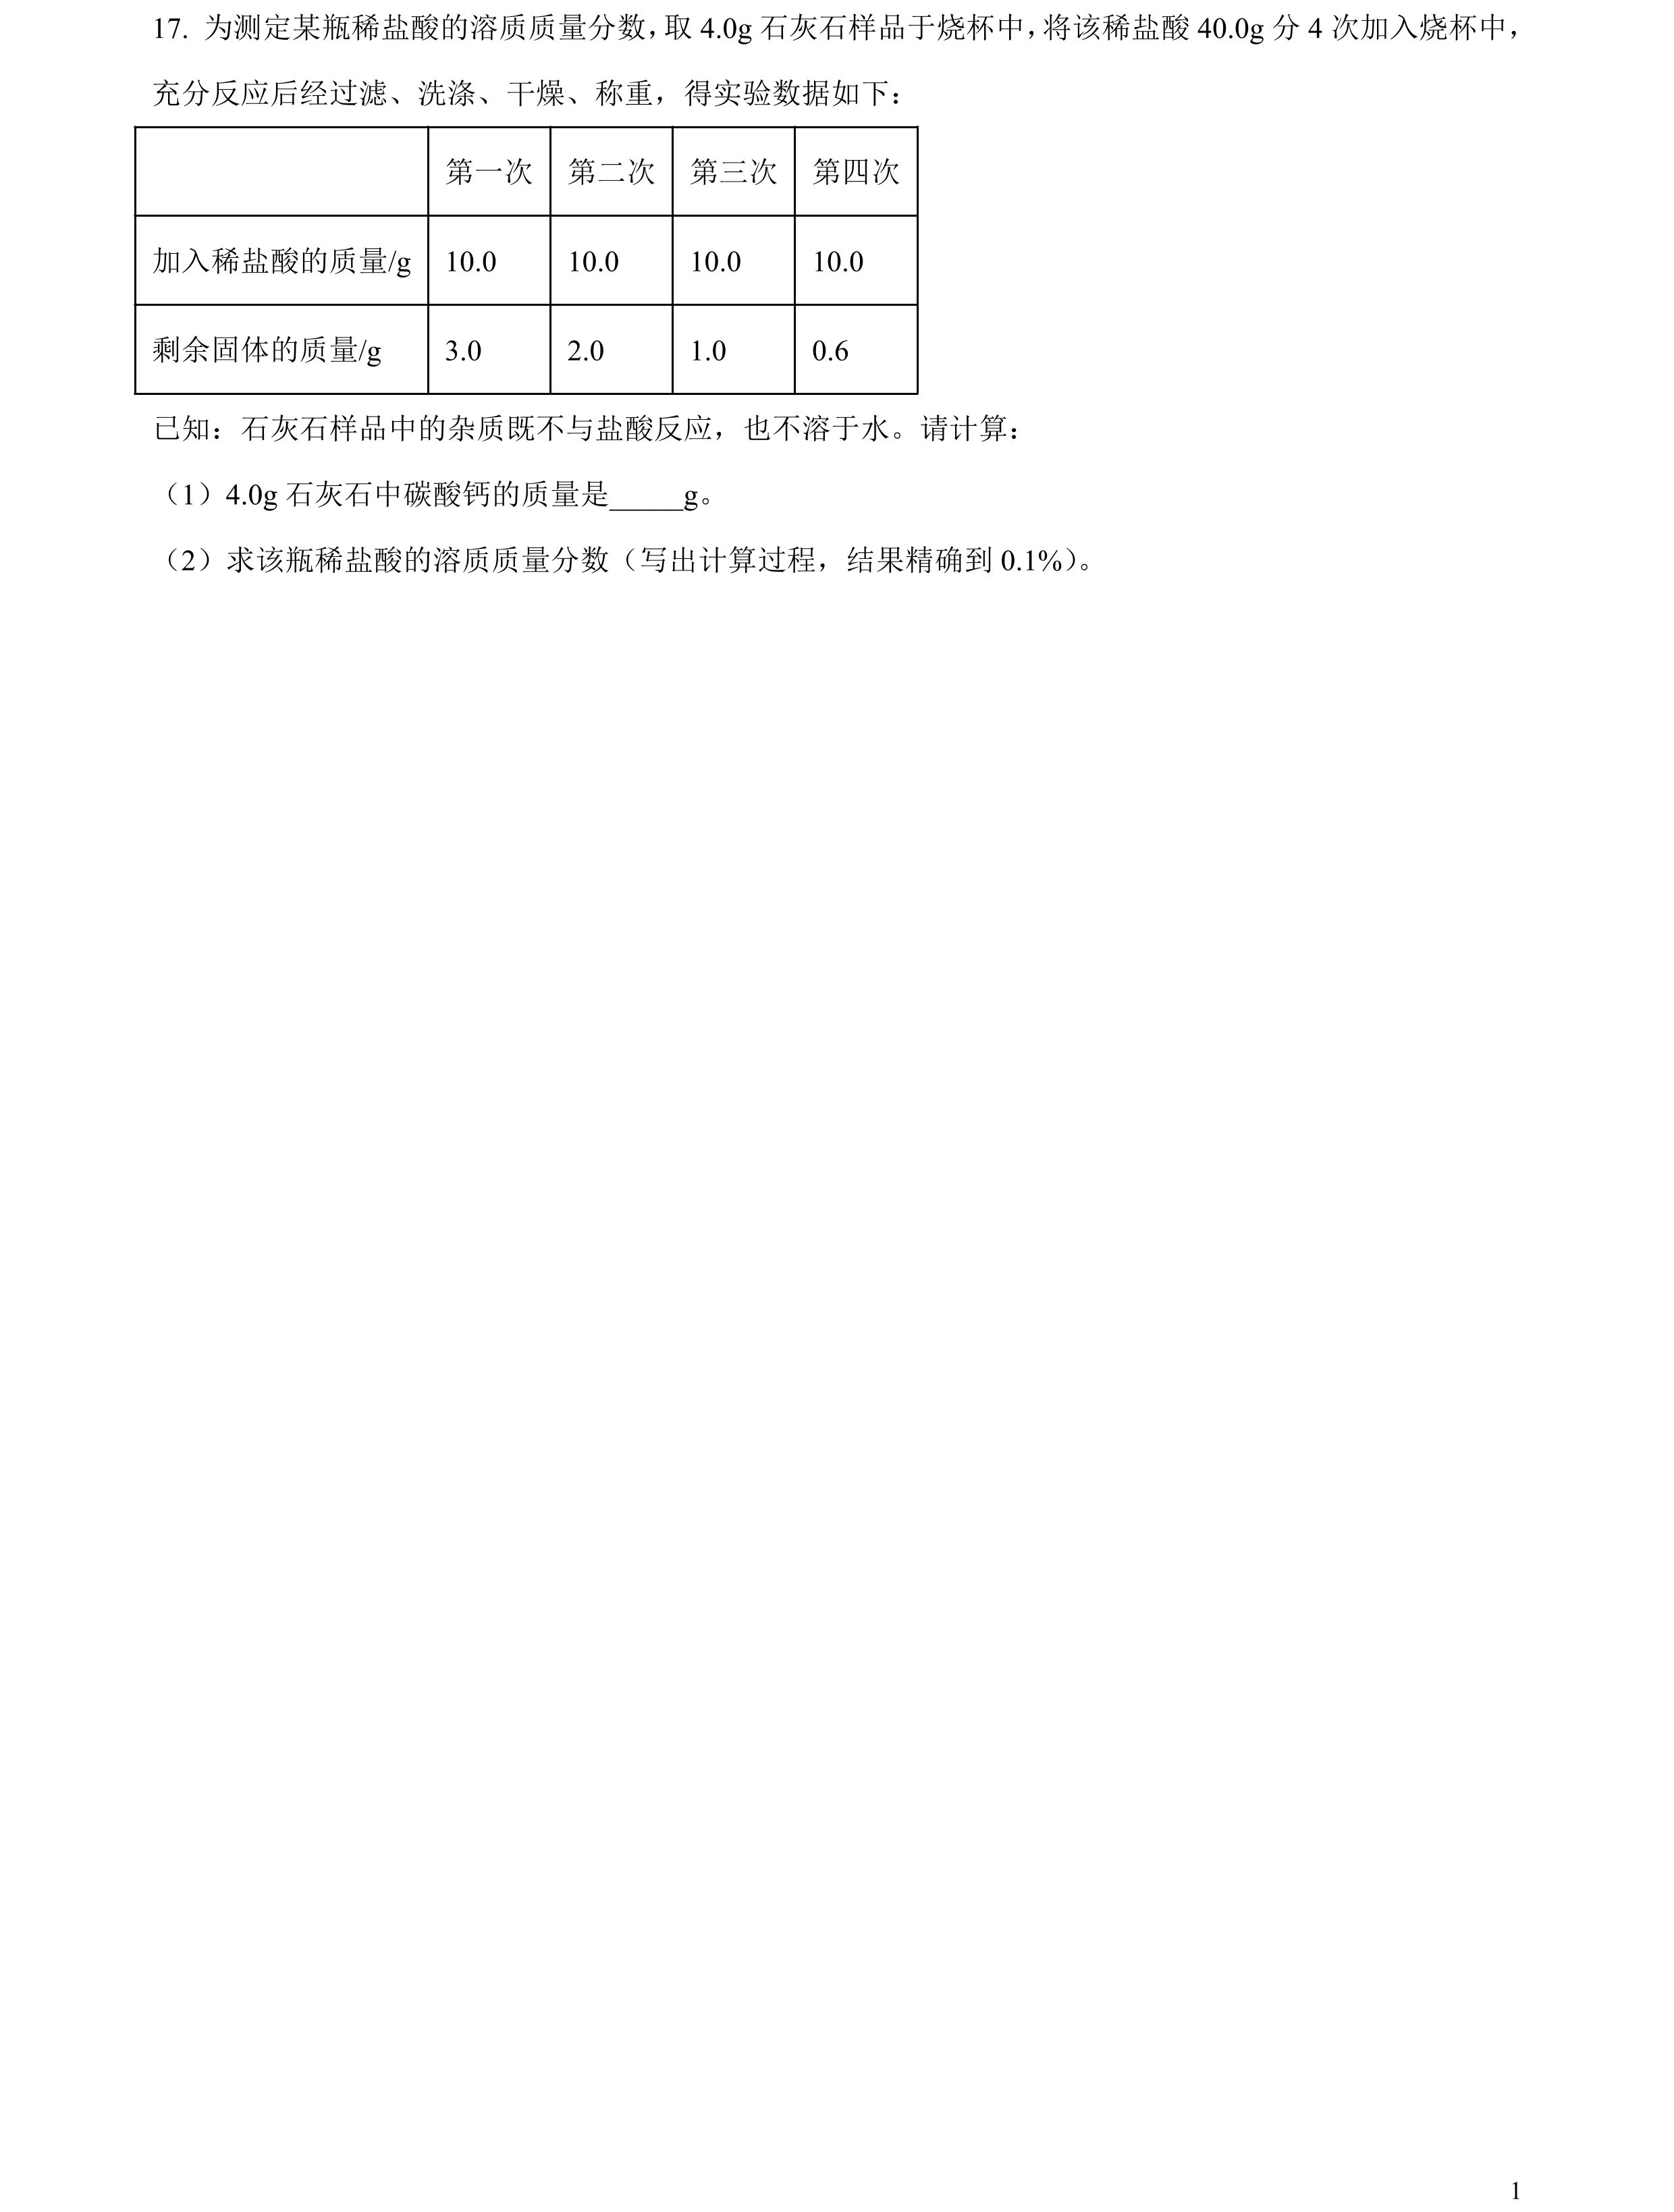 17. 为测定某瓶稀盐酸的溶质质量分数，取 4.0g 石灰石样品于烧杯中，将该稀盐酸 40.0g 分 4 次加入烧杯中，
充分反应后经过滤、洗涤、干燥、称重，得实验数据如下：
第一次 第二次 第三次 第四次
加入稀盐酸的质量/g 10.0 10.0 10.0 10.0
剩余固体的质量/g 3.0 2.0 1.0 0.6
已知：石灰石样品中的杂质既不与盐酸反应，也不溶于水。请计算：
（1）4.0g 石灰石中碳酸钙的质量是_____g。
（2）求该瓶稀盐酸的溶质质量分数（写出计算过程，结果精确到 0.1%）。
1